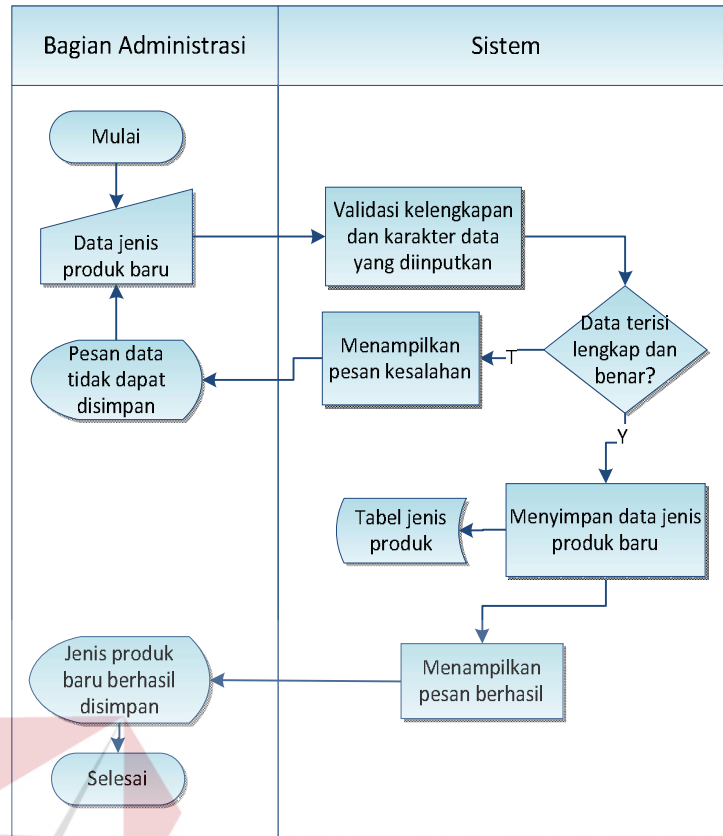 Bagian Administrasi
Sistem
Mulai
Data jenis
produk baru
Validasi kelengkapan
dan karakter data
yang diinputkan
Data terisi
lengkap dan
benar?
T
Menampilkan
pesan kesalahan
Pesan data
tidak dapat
disimpan
Y
Menyimpan data jenis
produk baru
Tabel jenis
produk
Menampilkan
pesan berhasil
Jenis produk
baru berhasil
disimpan
Selesai